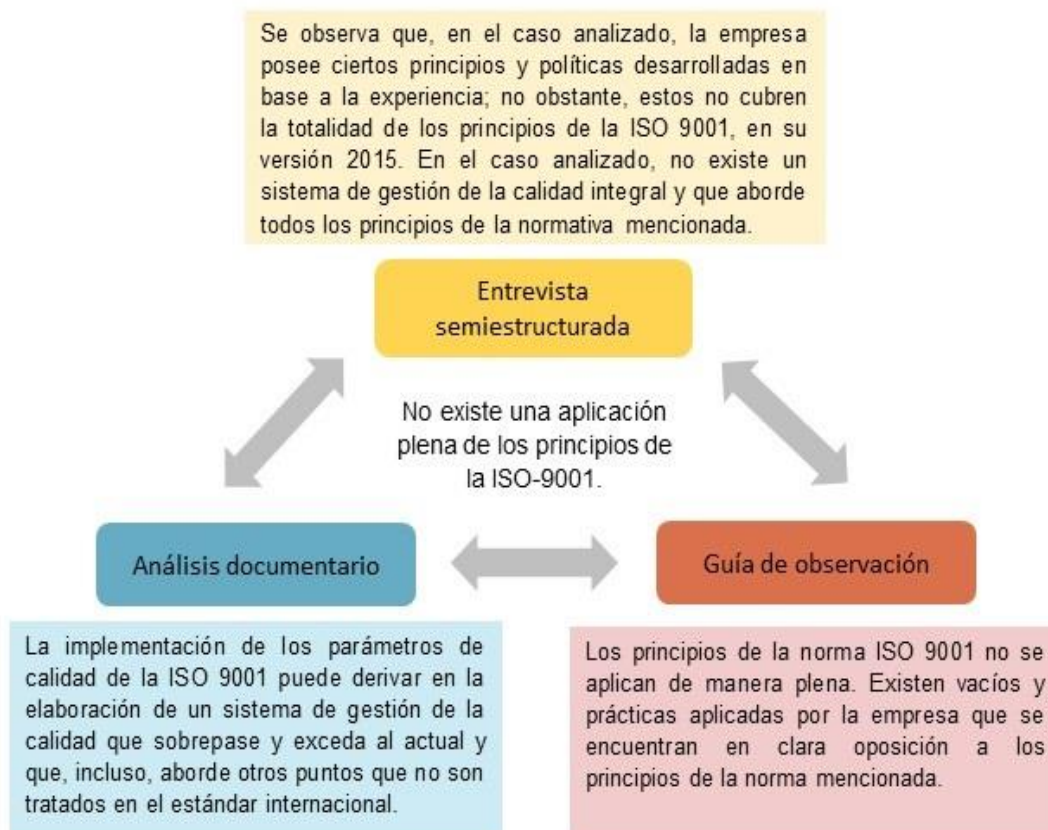 Se observa que, en el caso analizado, la empresa
posee ciertos principios y políticas desarrolladas en
base a la experiencia; no obstante, estos no cubren
la totalidad de los principios de la ISO 9001, en su
versión 2015. En el caso analizado, no existe un
sistema de gestión de la calidad integral y que aborde
todos los principios de la normativa mencionada.
Entrevista
semiestructurada
No existe una aplicación
plena de los principios de
la ISO-9001.
Análisis documentario
Guía de observación
La implementación de los parámetros de
calidad de la ISO 9001 puede derivar en la
elaboración de un sistema de gestión de la
calidad que sobrepase y exceda al actual y
que, incluso, aborde otros puntos que no son
tratados en el estándar internacional.
Los principios de la norma ISO 9001 no se
aplican de manera plena. Existen vacíos y
prácticas aplicadas por la empresa que se
encuentran en clara oposición a los
principios de la norma mencionada.